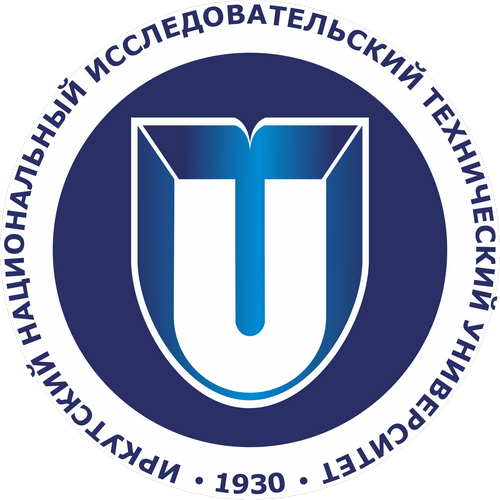 ИРКУТСКИЙ НАЦИОНАЛЬНЫЙ ИССЛЕДОВАТЕЛЬСКИЙ ТЕХНИЧЕСКИЙ УНИВЕРСИТЕТ
• 1930 •